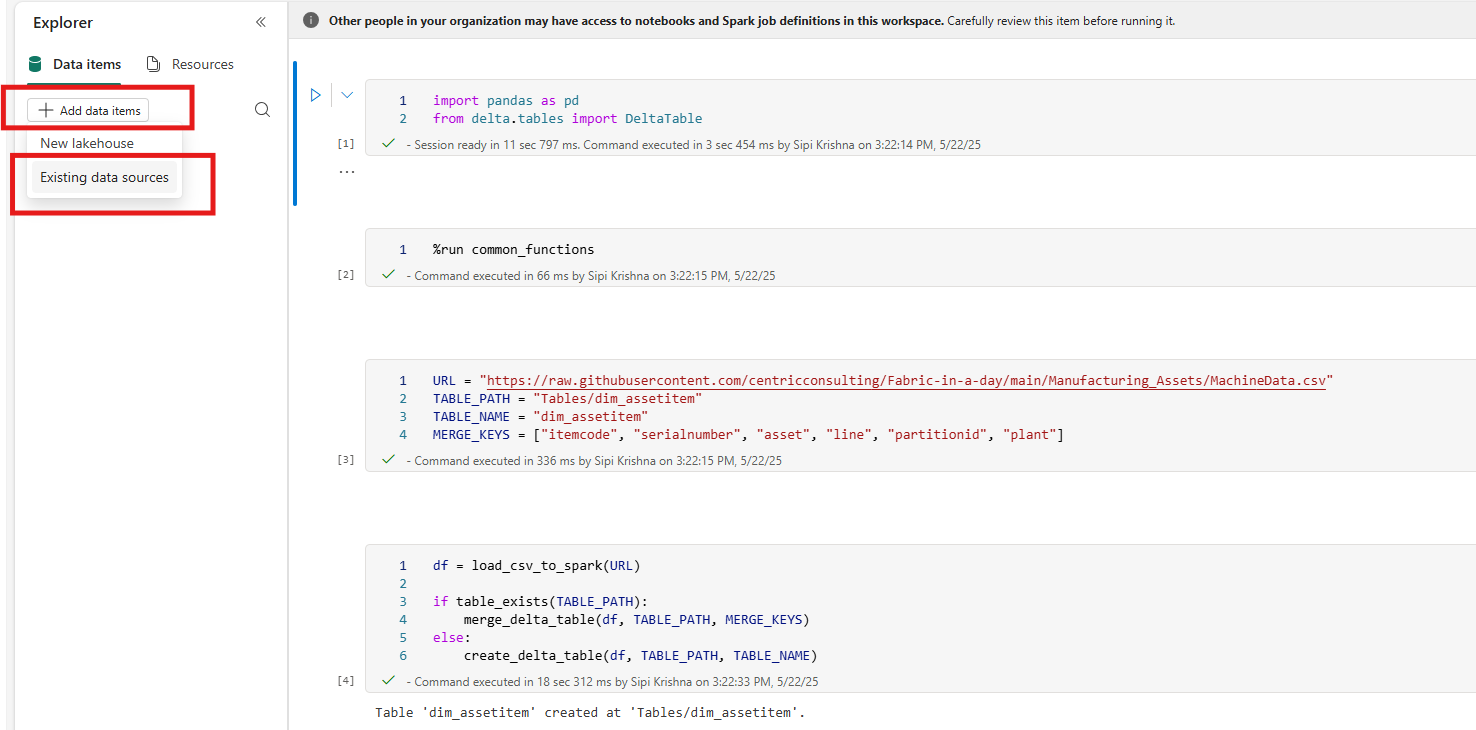 Explorer
Data items Resources
Add data items
New lakehouse
Existing data sources
Other people in your organization may have access to notebooks and Spark job definitions in this workspace. Carefully review this item before running it.
1 import pandas as pd
2 from delta.tables import DeltaTable
[1] - Session ready in 11 sec 797 ms. Command executed in 3 sec 454 ms by Sipi Krishna on 3:22:14 PM, 5/22/25
...
1 %run common_functions
[2] - Command executed in 66 ms by Sipi Krishna on 3:22:15 PM, 5/22/25
1 URL = "https://raw.githubusercontent.com/centricconsulting/Fabric-in-a-day/main/Manufacturing_Assets/MachineData.csv"
2 TABLE_PATH = "Tables/dim_assetitem"
3 TABLE_NAME = "dim_assetitem"
4 MERGE_KEYS = ["itemcode", "serialnumber", "asset", "line", "partitionid", "plant"]
[3] - Command executed in 336 ms by Sipi Krishna on 3:22:15 PM, 5/22/25
1 df = load_csv_to_spark(URL)
2
3 if table_exists(TABLE_PATH):
4 merge_delta_table(df, TABLE_PATH, MERGE_KEYS)
5 else:
6 create_delta_table(df, TABLE_PATH, TABLE_NAME)
[4] - Command executed in 18 sec 312 ms by Sipi Krishna on 3:22:33 PM, 5/22/25
Table 'dim_assetitem' created at 'Tables/dim_assetitem'.